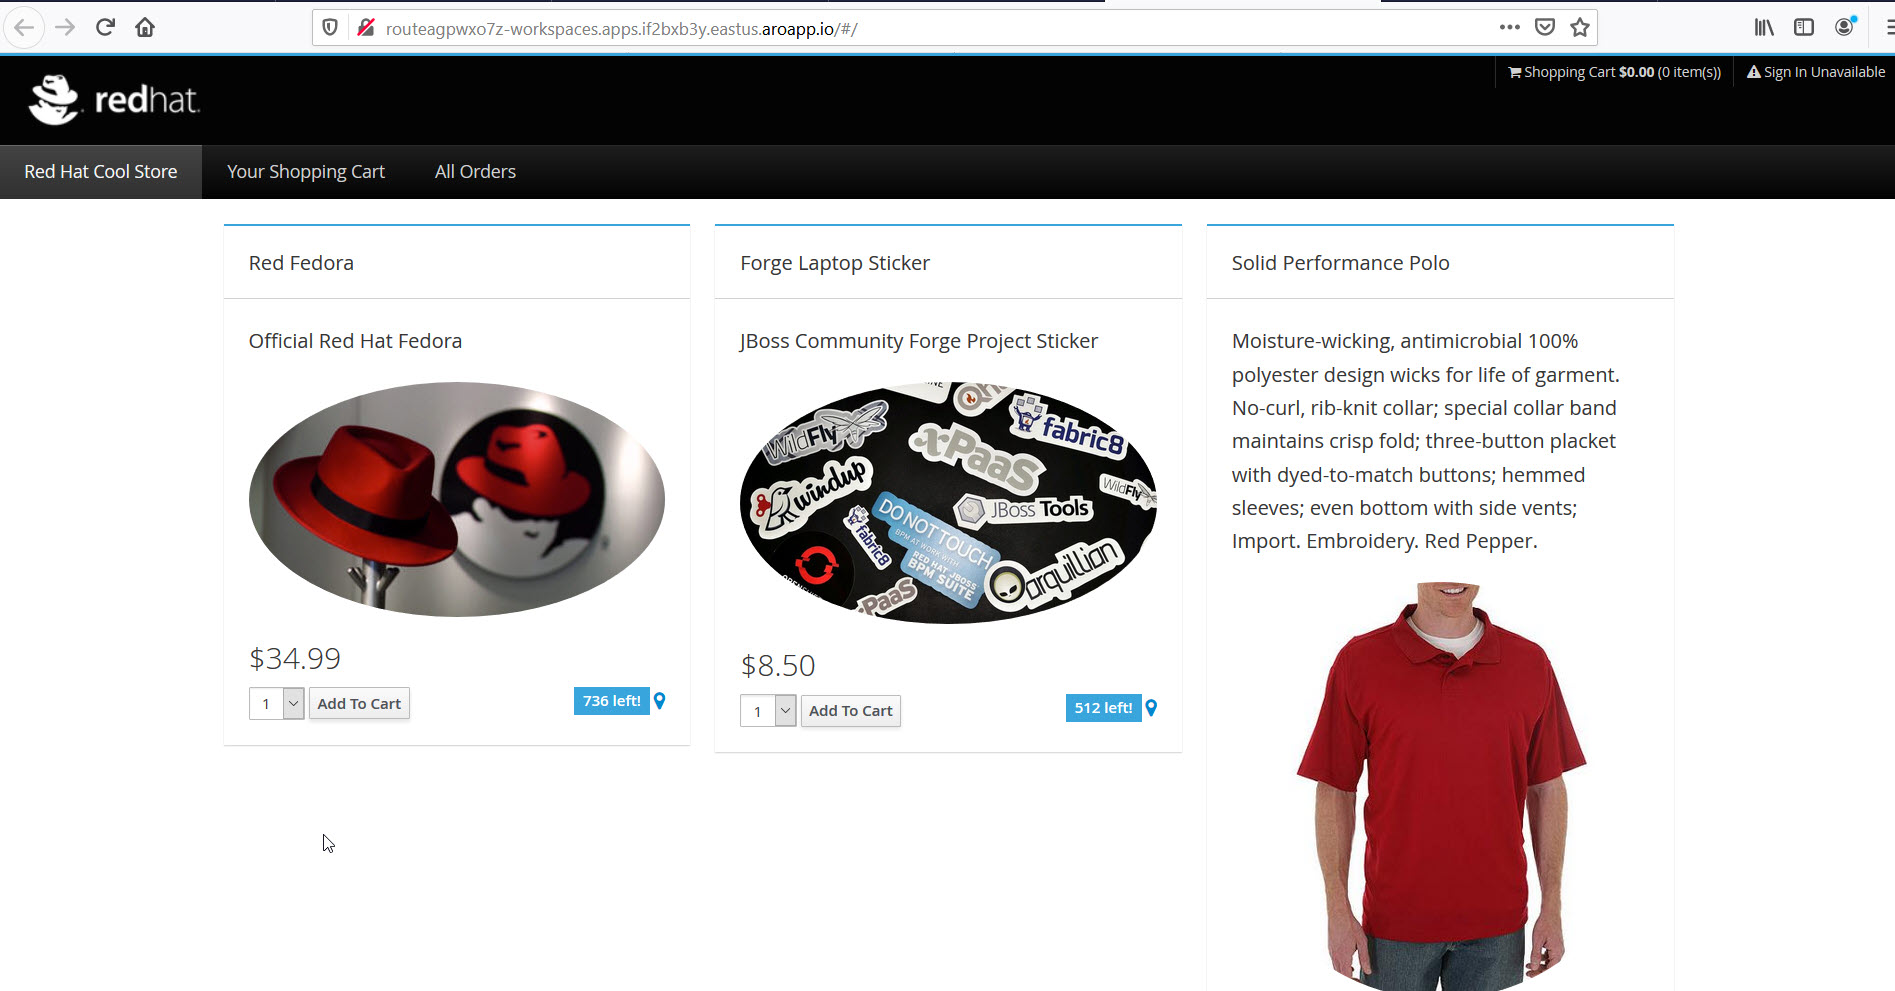 routeagpwxo7z-workspaces.apps.if2bxb3y.eastus.aroapp.io/#/
Shopping Cart $0.00 (0 item(s))
Sign In Unavailable
redhat.
Red Hat Cool Store
Your Shopping Cart
All Orders
Red Fedora
Official Red Hat Fedora
$34.99
1
Add To Cart
736 left!
Forge Laptop Sticker
JBoss Community Forge Project Sticker
WildFly
xPaaS
fabric8
windup
WildFly
JBoss Tools
fabric8
DO NOT TOUCH
BPM AT WORK WITH
RED HAT JBOSS
BPM SUITE
arquillian
PaaS
$8.50
1
Add To Cart
512 left!
Solid Performance Polo
Moisture-wicking, antimicrobial 100%
polyester design wicks for life of garment.
No-curl, rib-knit collar; special collar band
maintains crisp fold; three-button placket
with dyed-to-match buttons; hemmed
sleeves; even bottom with side vents;
Import. Embroidery. Red Pepper.